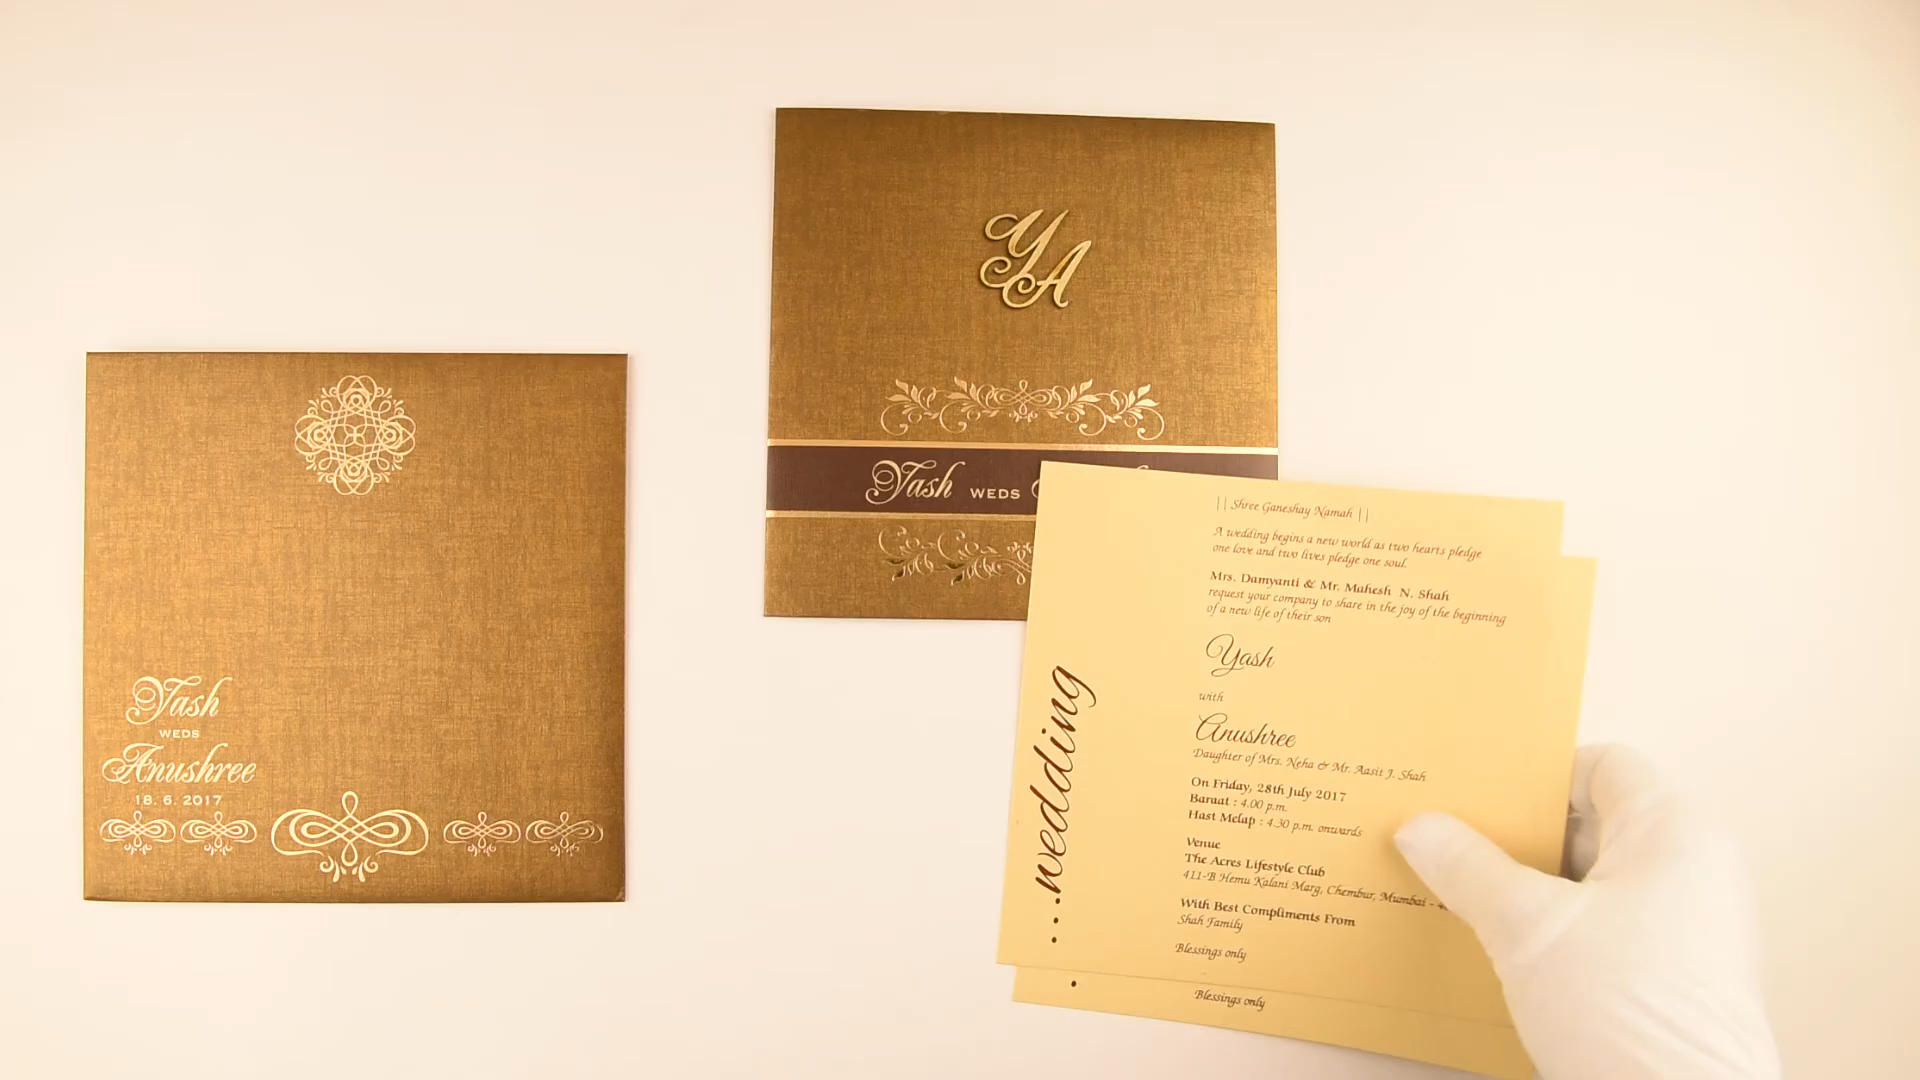 Yash
WEDS
Anushree
18. 6. 2017
YA
Yash WEDS
...wedding
|| Shree Ganeshay Namah ||
A wedding begins a new world as two hearts pledge
one love and two lives pledge one soul.
Mrs. Damyanti & Mr. Mahesh N. Shah
request your company to share in the joy of the beginning
of a new life of their son
Yash
with
Anushree
Daughter of Mrs. Neha & Mr. Aasit J. Shah
On Friday, 28th July 2017
Baraat : 4.00 p.m.
Hast Melap : 4.30 p.m. onwards
Venue
The Acres Lifestyle Club
411-B Hemu Kalani Marg, Chembur, Mumbai -
With Best Compliments From
Shah Family
Blessings only
Blessings only